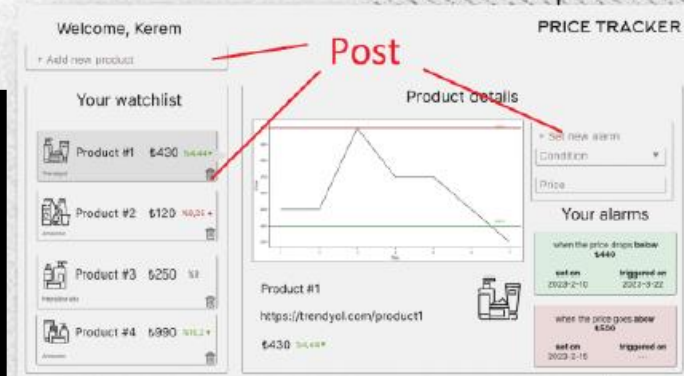 Welcome, Kerem
PRICE TRACKER
+ Add new product
Post
Your watchlist
Product details
Product #1 ₺430
Trendyol
Product #2 ₺120
Amazon
Product #3 ₺250
Product #4 ₺990
Amazon
+ Set new alarm
Condition
Price
Your alarms
when the price drops below
₺440
set on triggered on
2023-2-10 2023-3-22
when the price goes above
₺500
set on triggered on
2023-2-15 ---
Product #1
https://trendyol.com/product1
₺430